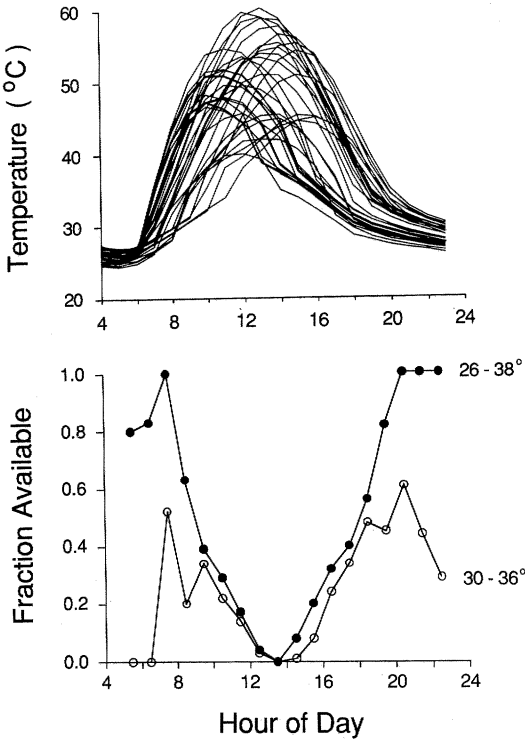 Temperature ( °C )
60
50
40
30
20
4 8 12 16 20 24
Fraction Available
1.0
0.8
0.6
0.4
0.2
0.0
26 - 38°
30 - 36°
4 8 12 16 20 24
Hour of Day